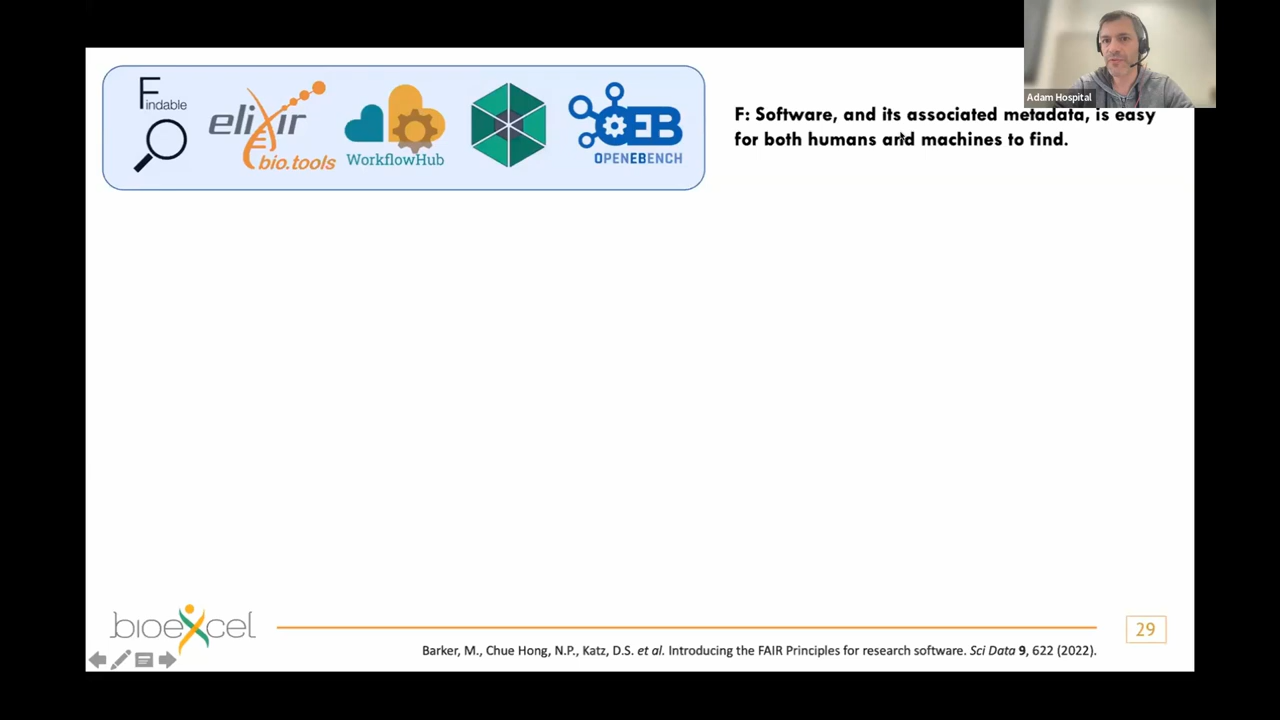 Adam Hospital
Findable
elixir
bio.tools
WorkflowHub
EB
OPENEBENCH
F: Software, and its associated metadata, is easy
for both humans and machines to find.
bioexcel
29
Barker, M., Chue Hong, N.P., Katz, D.S. et al. Introducing the FAIR Principles for research software. Sci Data 9, 622 (2022).